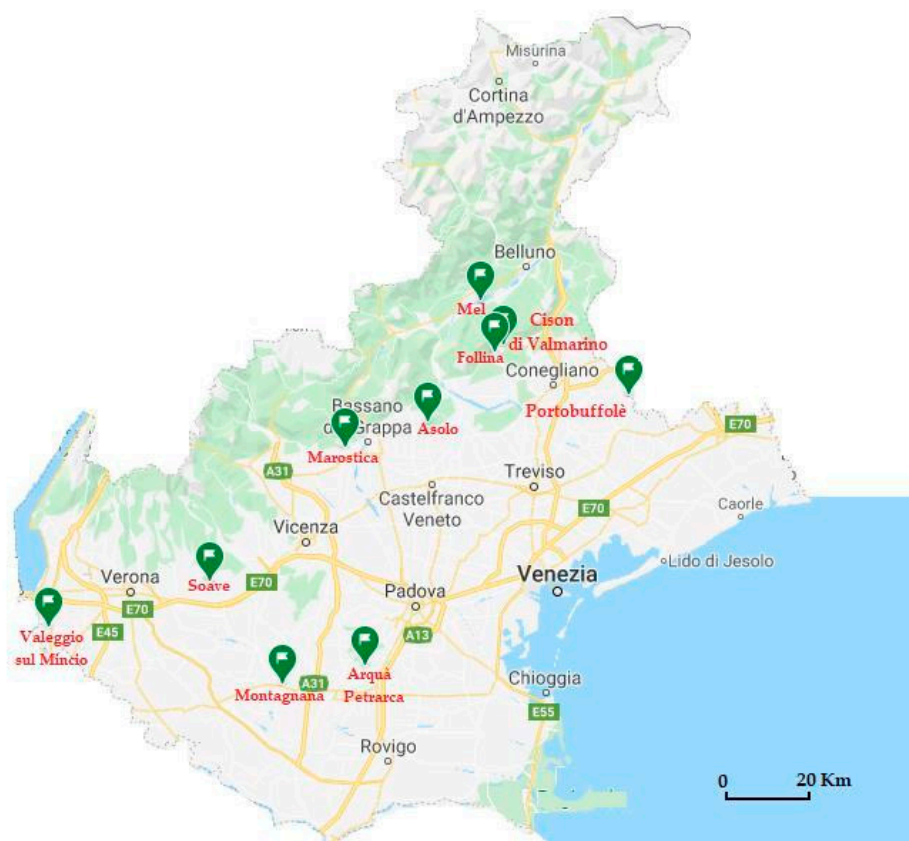 Misurina
Cortina
d'Ampezzo
Belluno
Mel
Cison
di Valmarino
Follina
Conegliano
Portobuffolè
Bassano
Grappa
Asolo
Marostica
E70
A31
Treviso
Castelfranco
Veneto
E70
Caorle
Vicenza
Lido di Jesolo
Soave
E70
Venezia
Verona
Padova
E70
Valeggio
sul Mincio
E45
A13
Arquà
Petrarca
Montagnana
A31
Chioggia
E55
Rovigo
0 20 Km